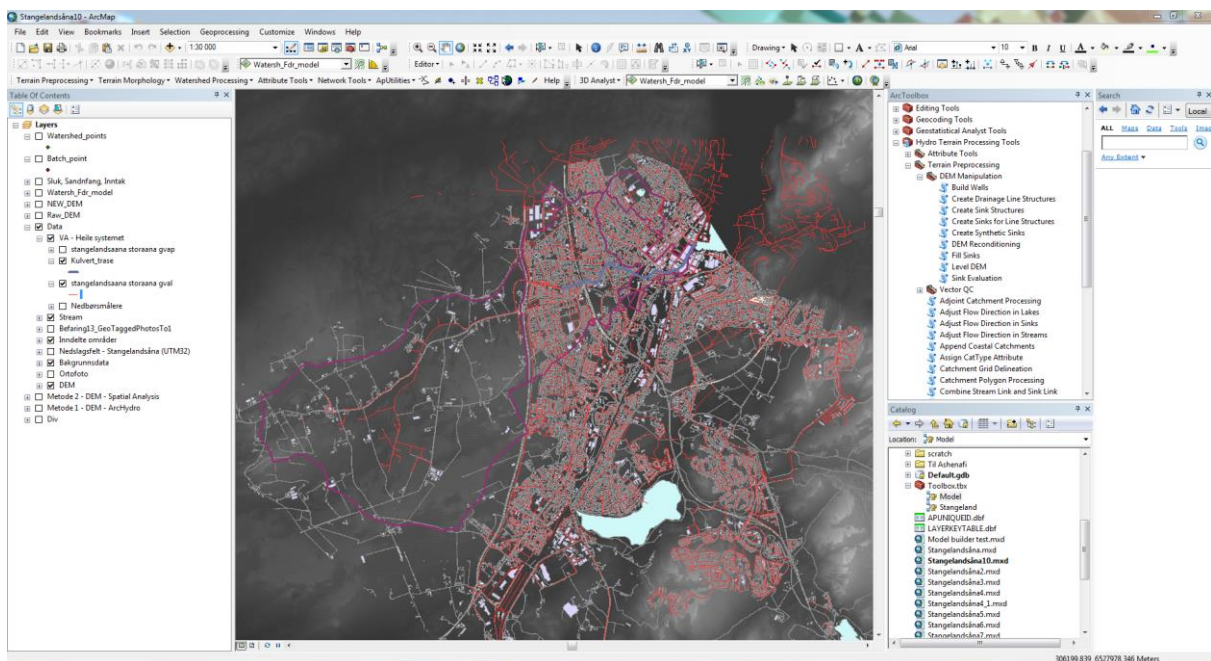 Stangelandsåna10 - ArcMap
File Edit View Bookmarks Insert Selection Geoprocessing Customize Windows Help
1:30 000
Drawing
Arial
10
B I U A
Editor
Watersh_Fdr_model
Terrain Preprocessing Terrain Morphology Watershed Processing Attribute Tools Network Tools ApUtilities Help
3D Analyst
Watersh_Fdr_model
Table Of Contents
Layers
Watershed_points
Batch_point
Sluk, Sandnfang, Inntak
Watersh_Fdr_model
NEW_DEM
Raw_DEM
Data
VA - Heile systemet
stangelandsaana storaana gvap
Kulvert_trase
stangelandsaana storaana gval
Nedbørsmålere
Stream
Befaring13_GeoTaggedPhotosTo1
Inndelte områder
Nedslagsfelt - Stangelandsåna (UTM32)
Bakgrunnsdata
Ortofoto
DEM
Metode 2 - DEM - Spatial Analysis
Metode 1 - DEM - ArcHydro
Div
ArcToolbox
Editing Tools
Geocoding Tools
Geostatistical Analyst Tools
Hydro Terrain Processing Tools
Attribute Tools
Terrain Preprocessing
DEM Manipulation
Build Walls
Create Drainage Line Structures
Create Sink Structures
Create Sinks for Line Structures
Create Synthetic Sinks
DEM Reconditioning
Fill Sinks
Level DEM
Sink Evaluation
Vector QC
Adjoint Catchment Processing
Adjust Flow Direction in Lakes
Adjust Flow Direction in Sinks
Adjust Flow Direction in Streams
Append Coastal Catchments
Assign CatType Attribute
Catchment Grid Delineation
Catchment Polygon Processing
Combine Stream Link and Sink Link
Catalog
Location: Model
scratch
Til Ashenafi
Default.gdb
Toolbox.tbx
Model
Stangeland
APUNIQUEID.dbf
LAYERKEYTABLE.dbf
Model builder test.mxd
Stangelandsåna.mxd
Stangelandsåna10.mxd
Stangelandsåna2.mxd
Stangelandsåna3.mxd
Stangelandsåna4.mxd
Stangelandsåna4_1.mxd
Stangelandsåna5.mxd
Stangelandsåna6.mxd
Stangelandsåna7.mxd
Search
Local
ALL Maps Data Tools Imag
Any Extent
306199,839 6527978,346 Meters